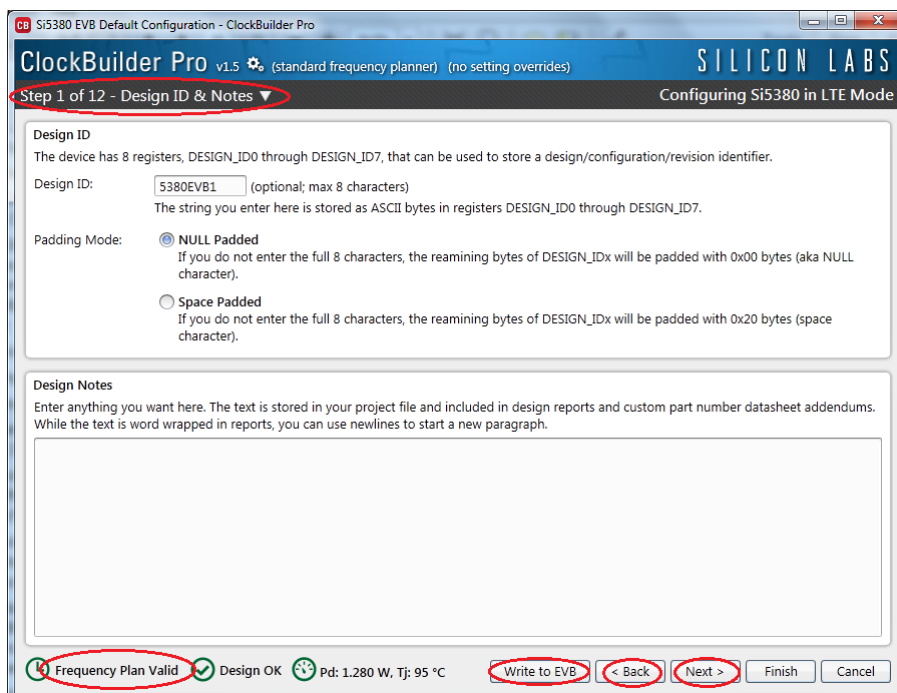 CB Si5380 EVB Default Configuration - ClockBuilder Pro
ClockBuilder Pro v1.5 (standard frequency planner) (no setting overrides) SILICON LABS
Step 1 of 12 - Design ID & Notes ▼ Configuring Si5380 in LTE Mode
Design ID
The device has 8 registers, DESIGN_ID0 through DESIGN_ID7, that can be used to store a design/configuration/revision identifier.
Design ID: 5380EVB1 (optional; max 8 characters)
The string you enter here is stored as ASCII bytes in registers DESIGN_ID0 through DESIGN_ID7.
Padding Mode: NULL Padded
If you do not enter the full 8 characters, the reamining bytes of DESIGN_IDx will be padded with 0x00 bytes (aka NULL
character).
Space Padded
If you do not enter the full 8 characters, the reamining bytes of DESIGN_IDx will be padded with 0x20 bytes (space
character).
Design Notes
Enter anything you want here. The text is stored in your project file and included in design reports and custom part number datasheet addendums.
While the text is word wrapped in reports, you can use newlines to start a new paragraph.
Frequency Plan Valid Design OK Pd: 1.280 W, Tj: 95 °C Write to EVB < Back Next > Finish Cancel